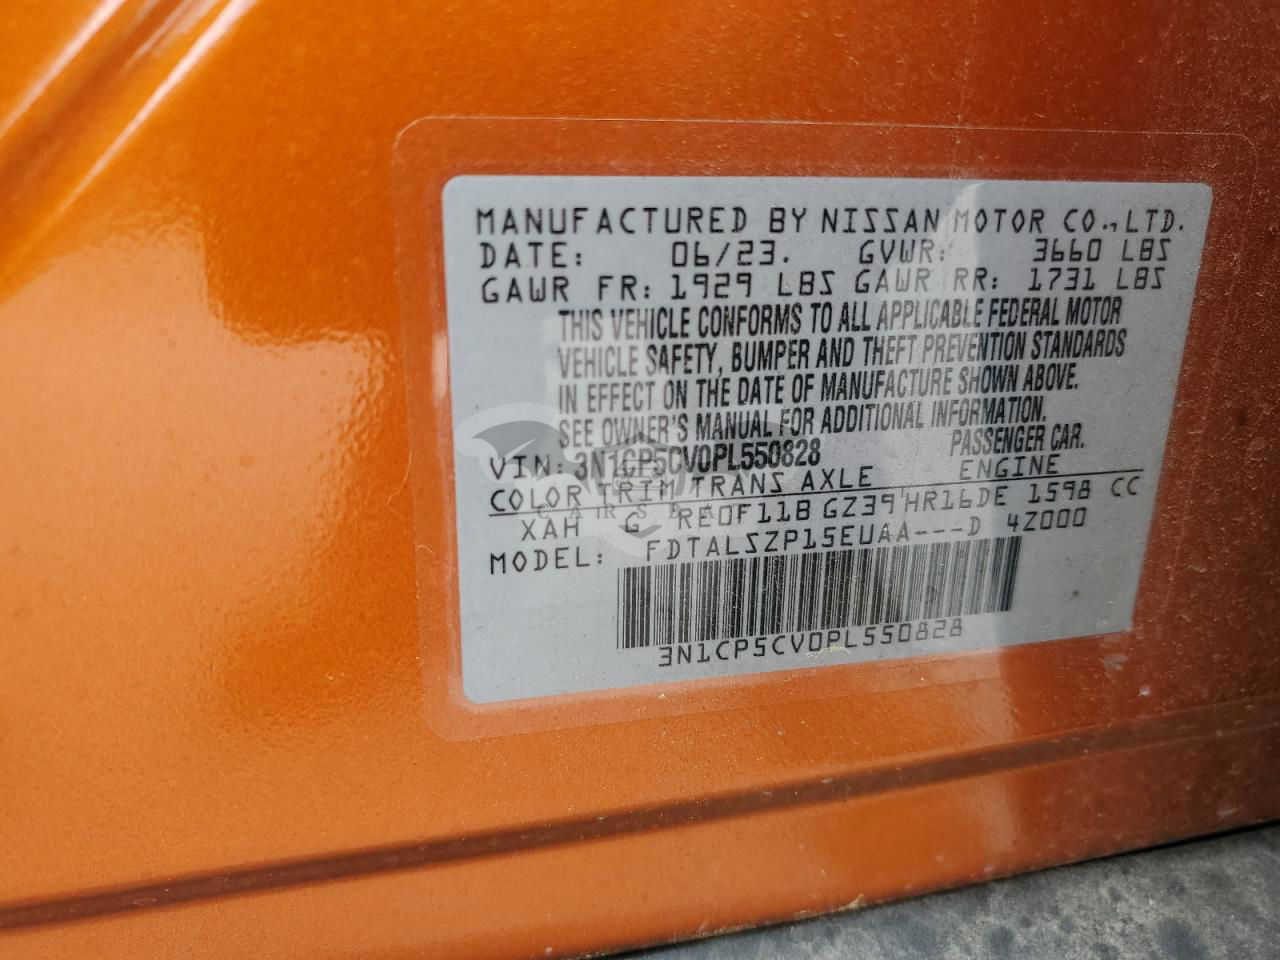 MANUFACTURED BY NISSAN MOTOR CO.,LTD.
DATE: 06/23. GVWR: 3660 LBS
GAWR FR: 1929 LBS GAWR RR: 1731 LBS
THIS VEHICLE CONFORMS TO ALL APPLICABLE FEDERAL MOTOR
VEHICLE SAFETY, BUMPER AND THEFT PREVENTION STANDARDS
IN EFFECT ON THE DATE OF MANUFACTURE SHOWN ABOVE.
SEE OWNER'S MANUAL FOR ADDITIONAL INFORMATION.
PASSENGER CAR.
VIN: 3N1CP5CV0PL550828
COLOR TRIM TRANS AXLE ENGINE
XAH G RE0F11B GZ39 HR16DE 1598 CC
MODEL: FDTALSZP15EUAA---D 4Z000
3N1CP5CV0PL550828